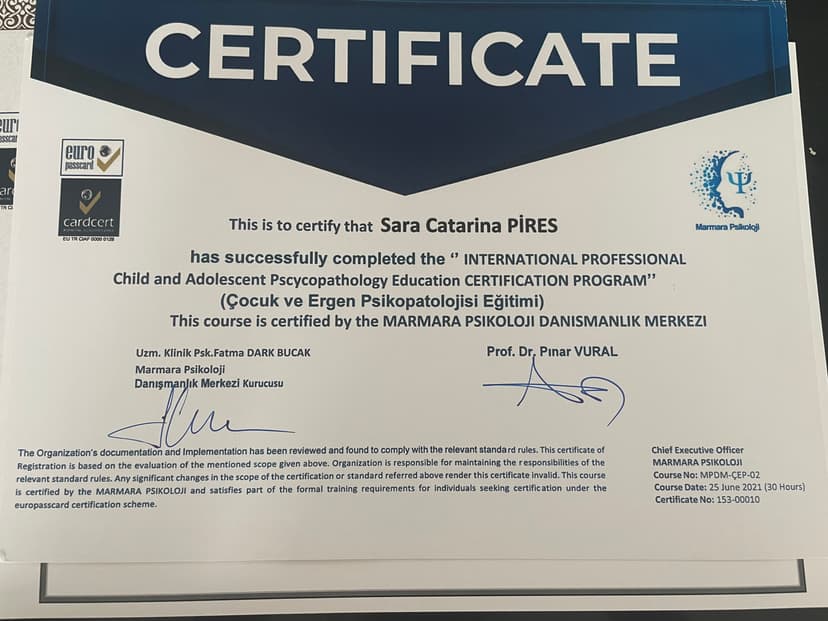 CERTIFICATE
euro
passcard
cardcert
EU TR CIAF 0000 0128
Marmara Psikoloji
This is to certify that Sara Catarina PİRES
has successfully completed the ‘’ INTERNATIONAL PROFESSIONAL
Child and Adolescent Pscycopathology Education CERTIFICATION PROGRAM’’
(Çocuk ve Ergen Psikopatolojisi Eğitimi)
This course is certified by the MARMARA PSIKOLOJI DANISMANLIK MERKEZI
Uzm. Klinik Psk.Fatma DARK BUCAK
Marmara Psikoloji
Danışmanlık Merkezi Kurucusu
Prof. Dr. Pınar VURAL
The Organization's documentation and Implementation has been reviewed and found to comply with the relevant standard rules. This certificate of
Registration is based on the evaluation of the mentioned scope given above. Organization is responsible for maintaining the responsibilities of the
relevant standard rules. Any significant changes in the scope of the certification or standard referred above render this certificate invalid. This course
is certified by the MARMARA PSIKOLOJI and satisfies part of the formal training requirements for individuals seeking certification under the
europasscard certification scheme.
Chief Executive Officer
MARMARA PSIKOLOJI
Course No: MPDM-ÇEP-02
Course Date: 25 June 2021 (30 Hours)
Certificate No: 153-00010